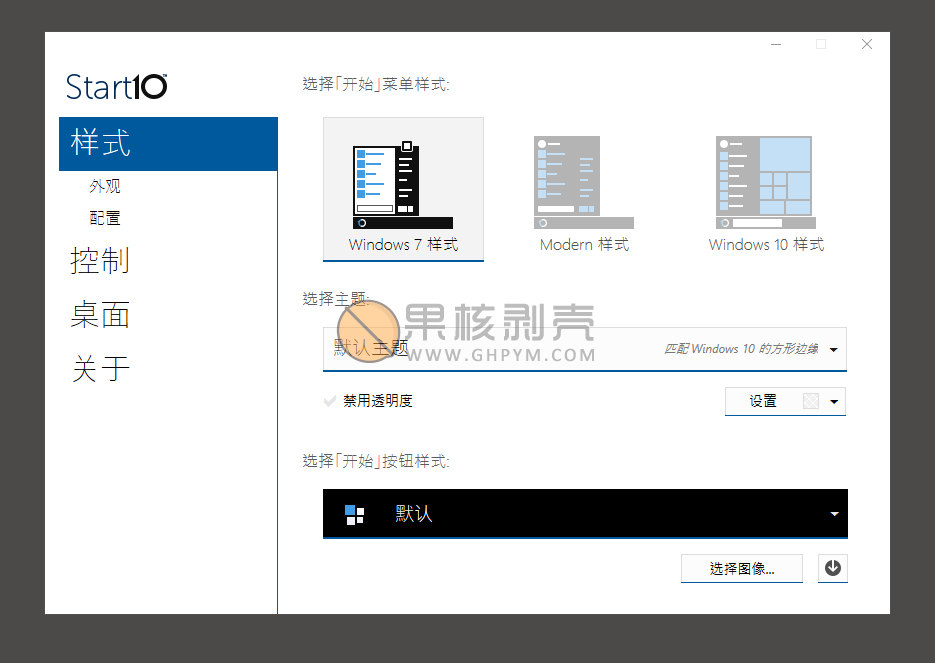 Start10™
样式
外观
配置
控制
桌面
关于
选择「开始」菜单样式:
Windows 7 样式
Modern 样式
Windows 10 样式
选择主题:
果核剥壳
WWW.GHPYM.COM
默认主题
匹配 Windows 10 的方形边缘
禁用透明度
设置
选择「开始」按钮样式:
默认
选择图像...